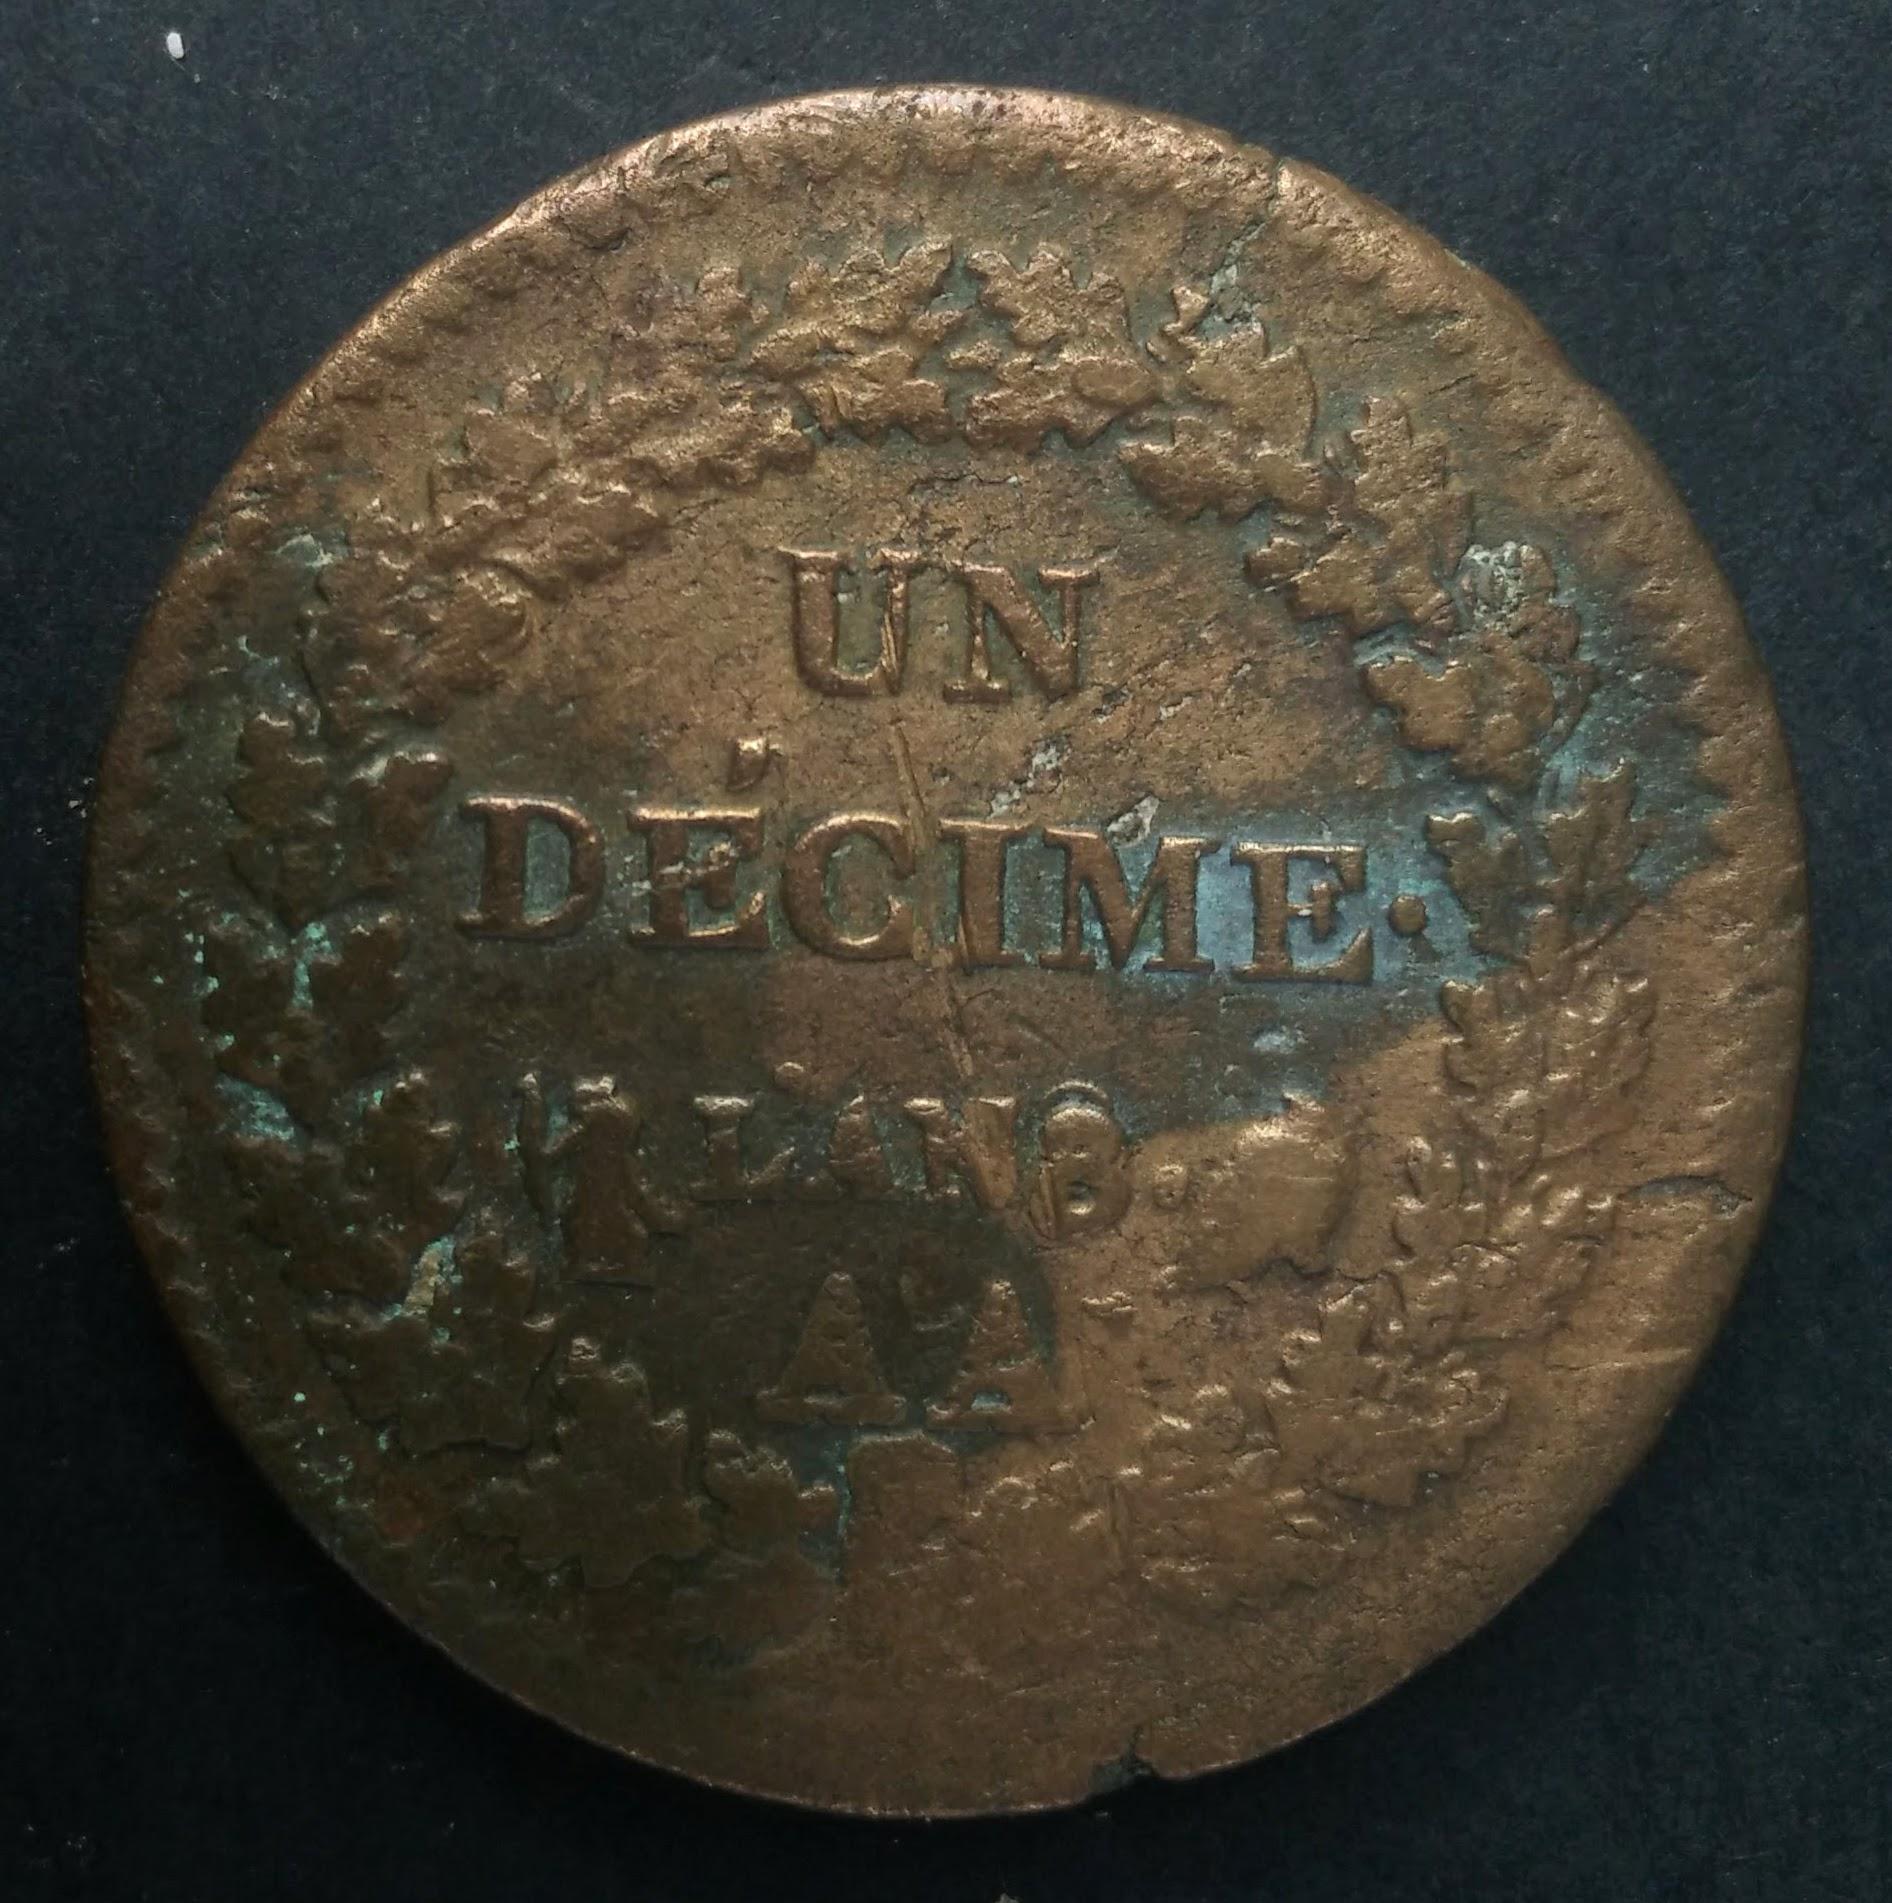 UN
DÉCIME.
L'AN 8.
AA